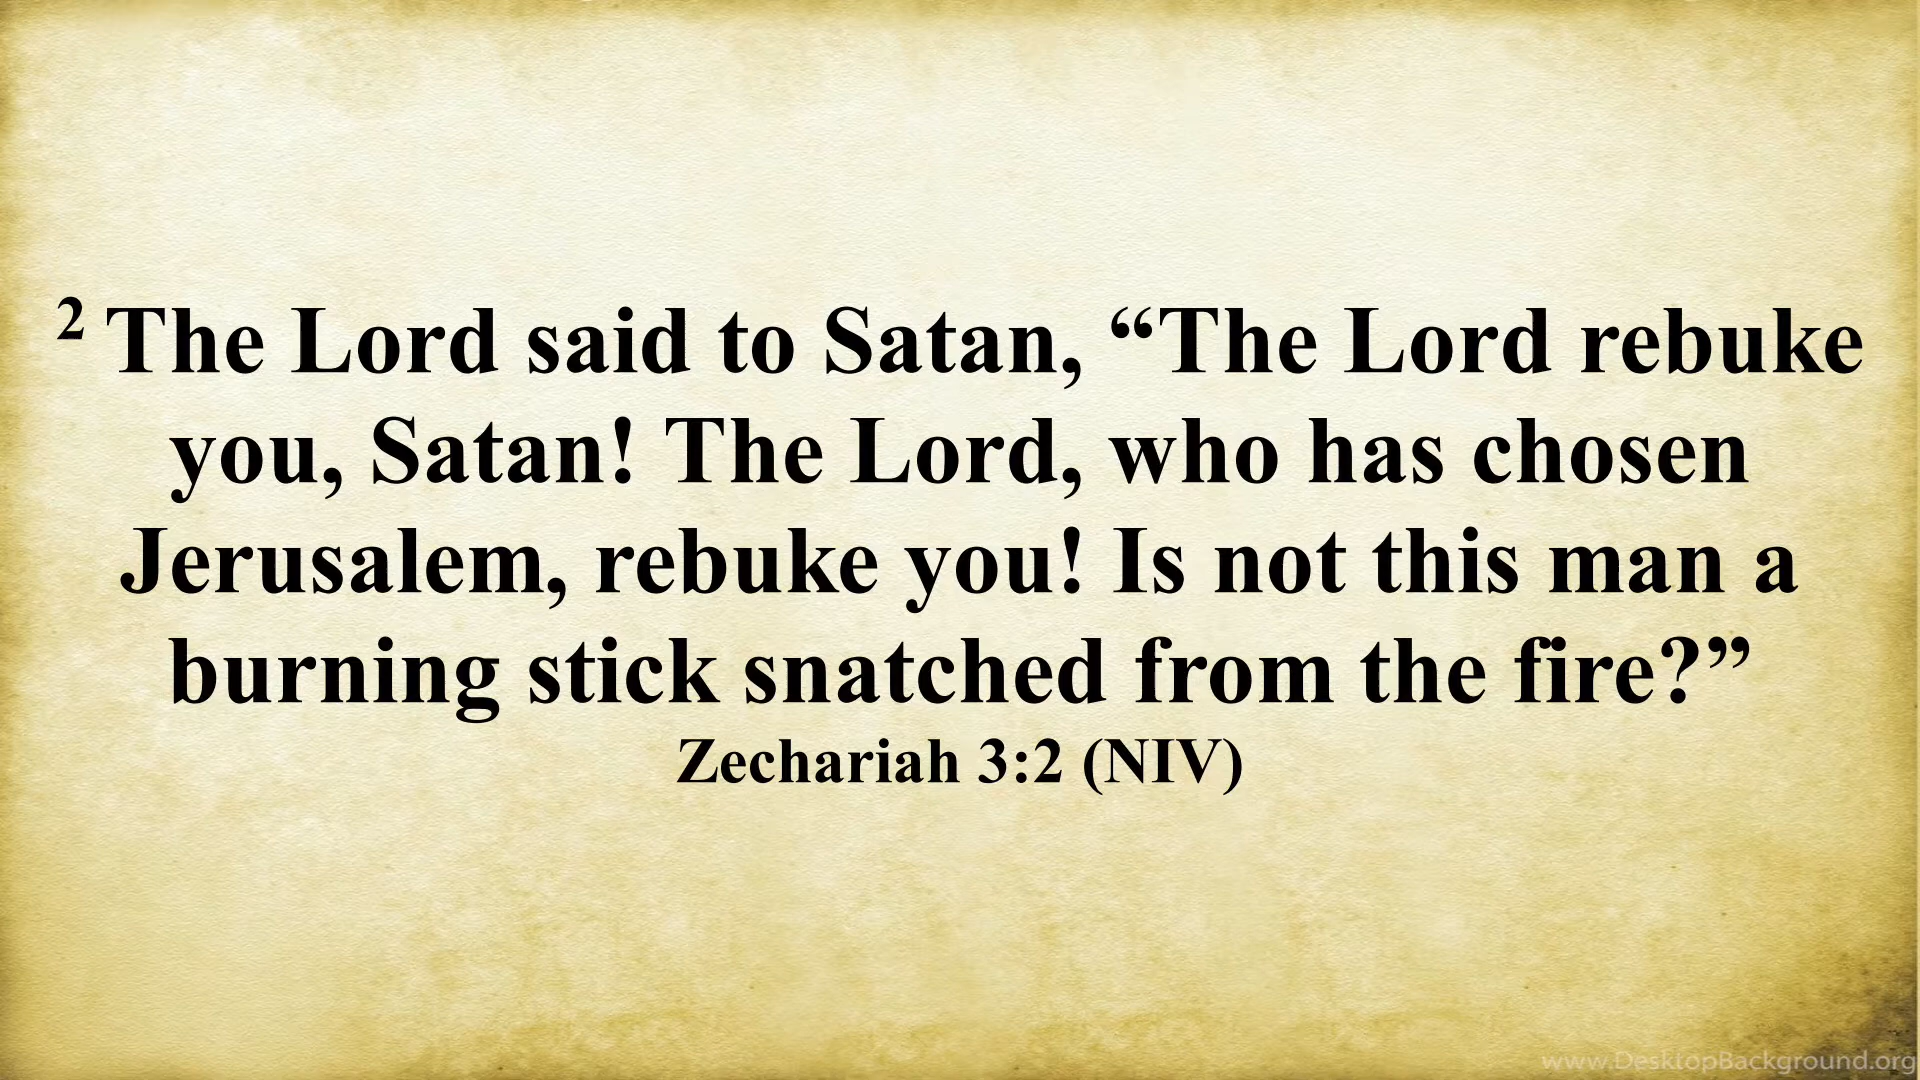 2 The Lord said to Satan, “The Lord rebuke
you, Satan! The Lord, who has chosen
Jerusalem, rebuke you! Is not this man a
burning stick snatched from the fire?”
Zechariah 3:2 (NIV)
www.DesktopBackground.org